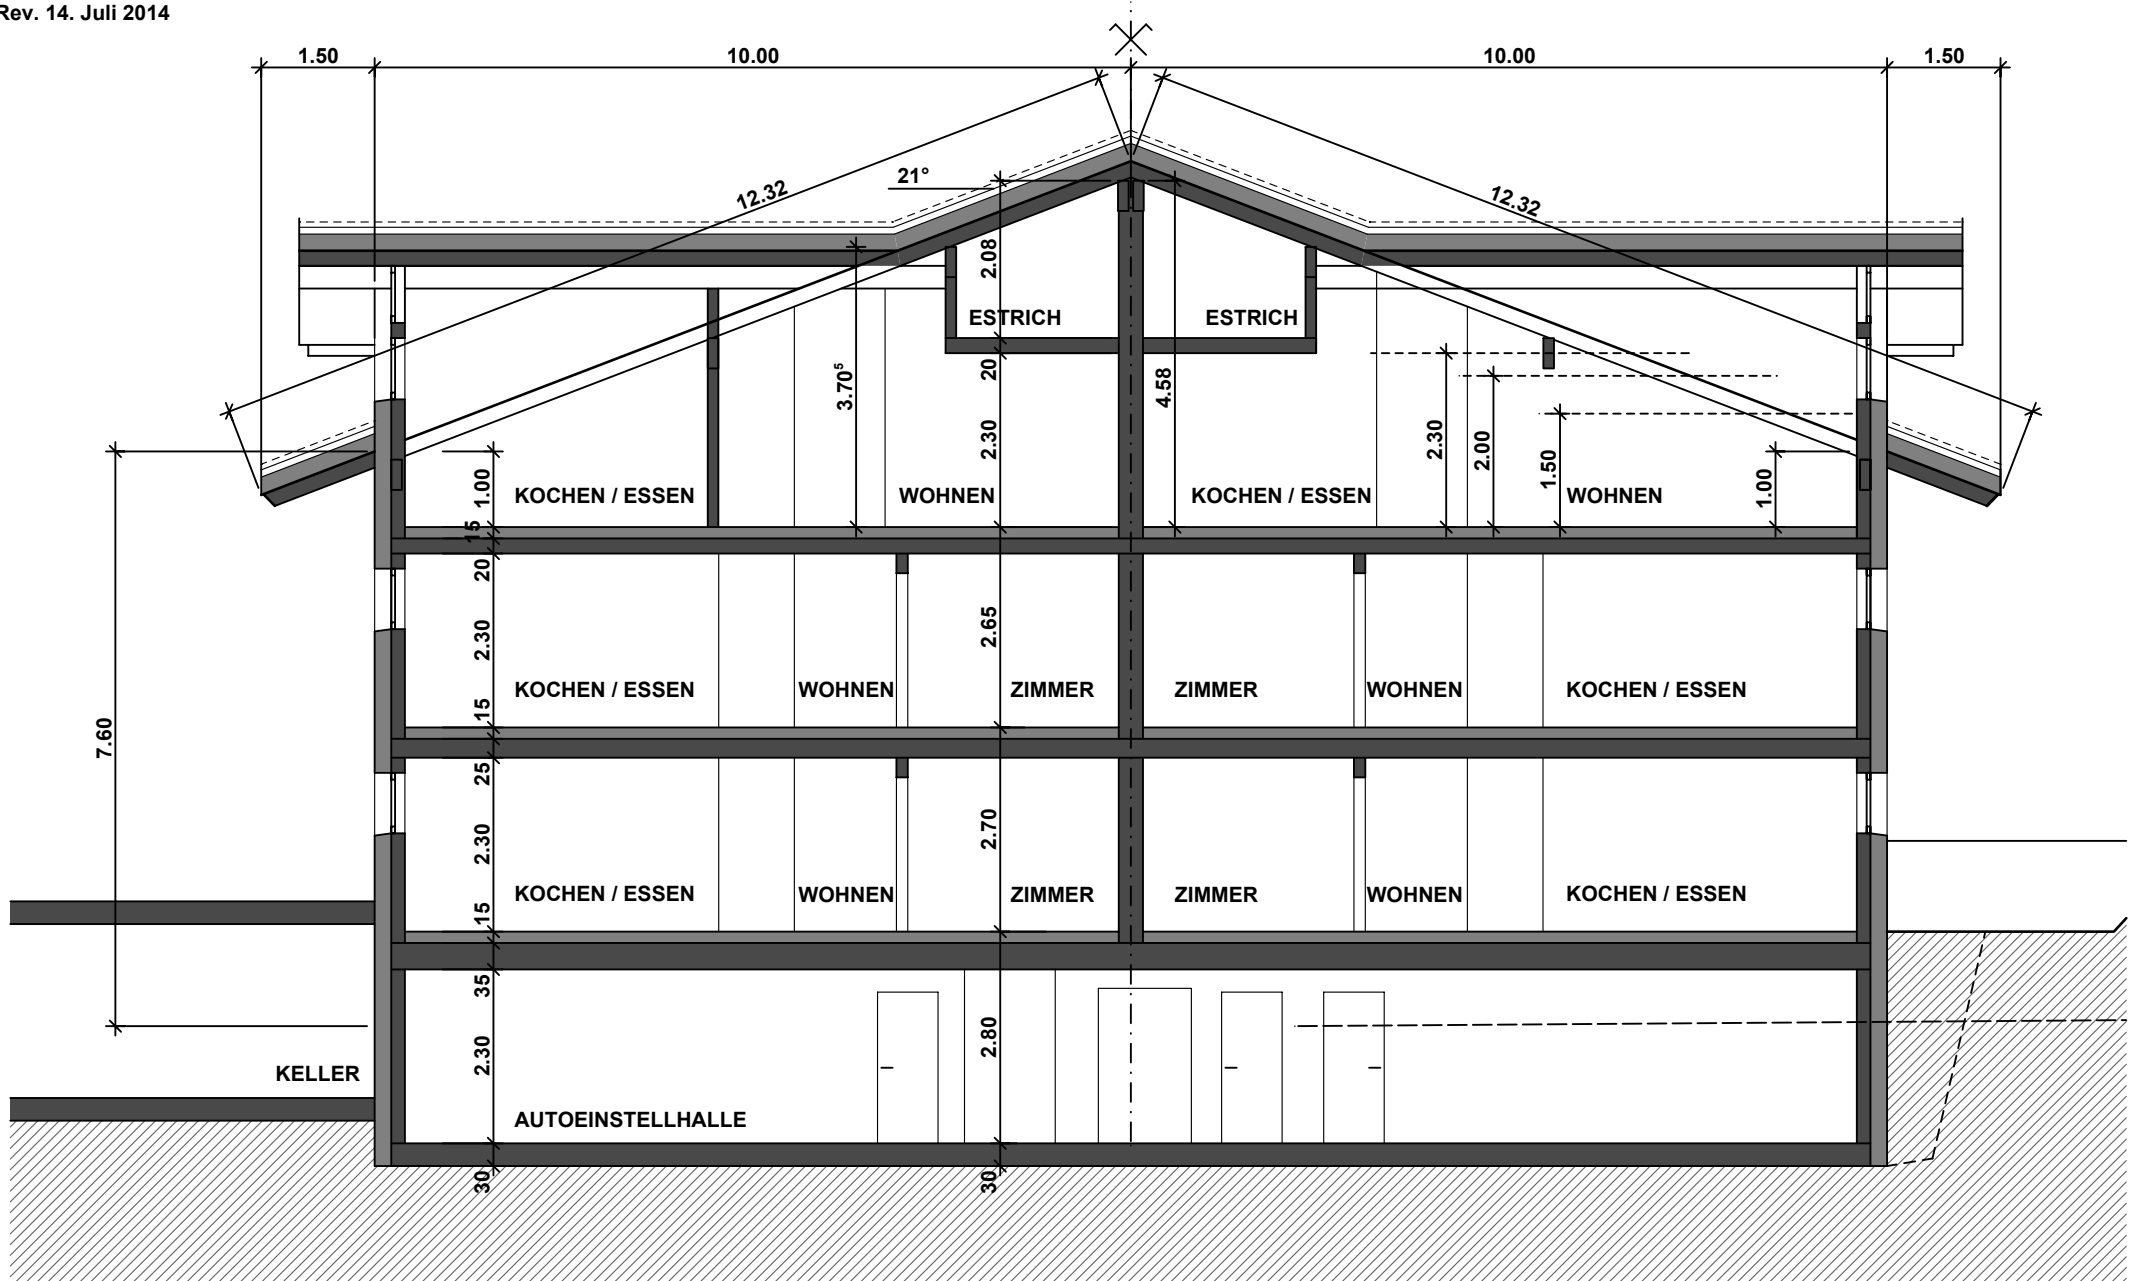 Rev. 14. Juli 2014
1.50
10.00
10.00
1.50
12.32
21°
12.32
2.08
ESTRICH
ESTRICH
20
3.70⁵
4.58
2.30
2.30
2.00
1.50
1.00
1.00
KOCHEN / ESSEN
WOHNEN
KOCHEN / ESSEN
WOHNEN
15
20
2.30
2.65
KOCHEN / ESSEN
WOHNEN
ZIMMER
ZIMMER
WOHNEN
KOCHEN / ESSEN
15
7.60
25
2.30
2.70
KOCHEN / ESSEN
WOHNEN
ZIMMER
ZIMMER
WOHNEN
KOCHEN / ESSEN
15
35
2.30
2.80
KELLER
AUTOEINSTELLHALLE
30
30